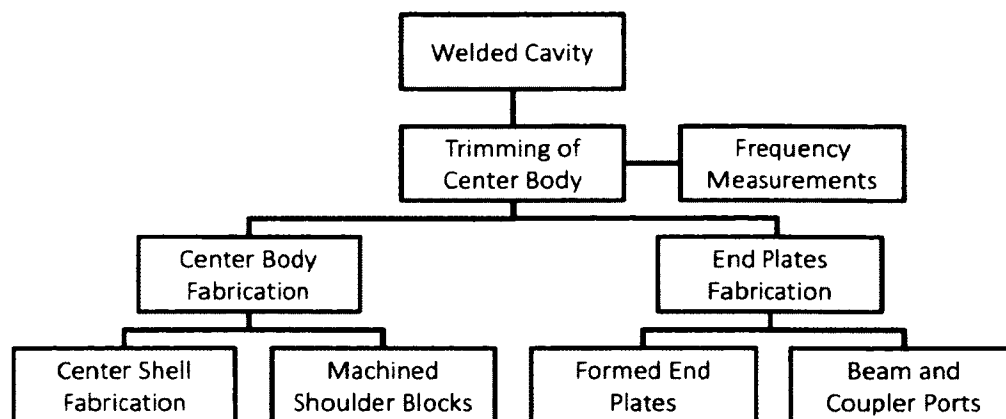 Welded Cavity
Trimming of
Center Body
Frequency
Measurements
Center Body
Fabrication
End Plates
Fabrication
Center Shell
Fabrication
Machined
Shoulder Blocks
Formed End
Plates
Beam and
Coupler Ports